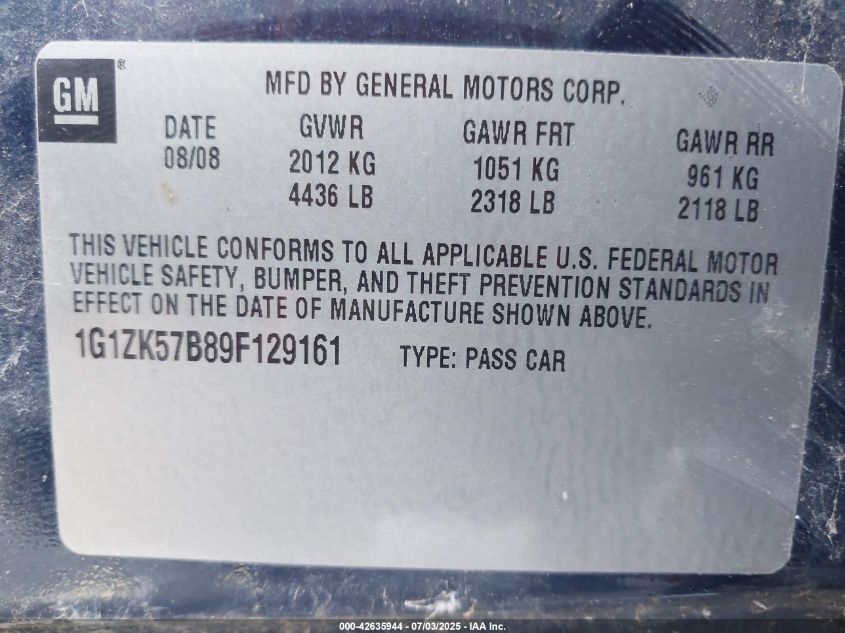 GM ®
MFD BY GENERAL MOTORS CORP.
DATE GVWR GAWR FRT GAWR RR
08/08 2012 KG 1051 KG 961 KG
4436 LB 2318 LB 2118 LB
THIS VEHICLE CONFORMS TO ALL APPLICABLE U.S. FEDERAL MOTOR
VEHICLE SAFETY, BUMPER, AND THEFT PREVENTION STANDARDS IN
EFFECT ON THE DATE OF MANUFACTURE SHOWN ABOVE.
1G1ZK57B89F129161 TYPE: PASS CAR
000-42635944 - 07/03/2025 - IAA Inc.